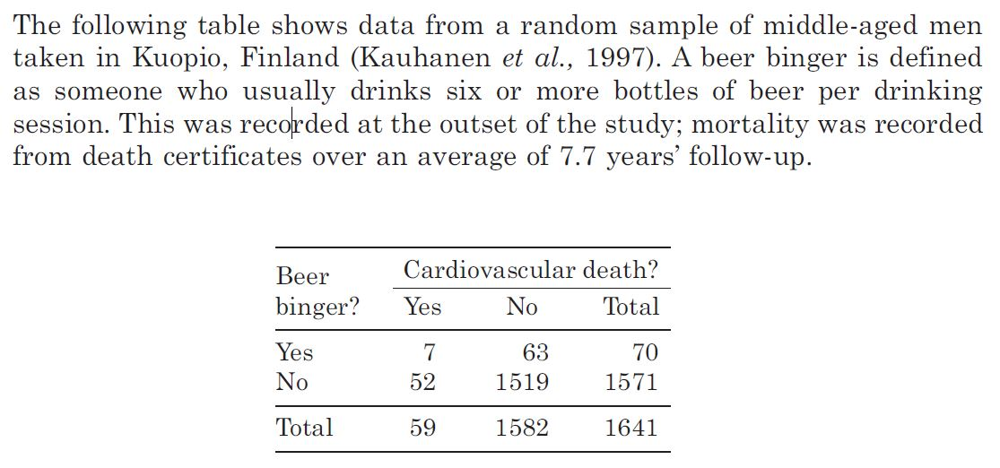 The following table shows data from a random sample of middle-aged men
taken in Kuopio, Finland (Kauhanen et al., 1997). A beer binger is defined
as someone who usually drinks six or more bottles of beer per drinking
session. This was recorded at the outset of the study; mortality was recorded
from death certificates over an average of 7.7 years’ follow-up.
Beer Cardiovascular death?
binger? Yes No Total
Yes 7 63 70
No 52 1519 1571
Total 59 1582 1641